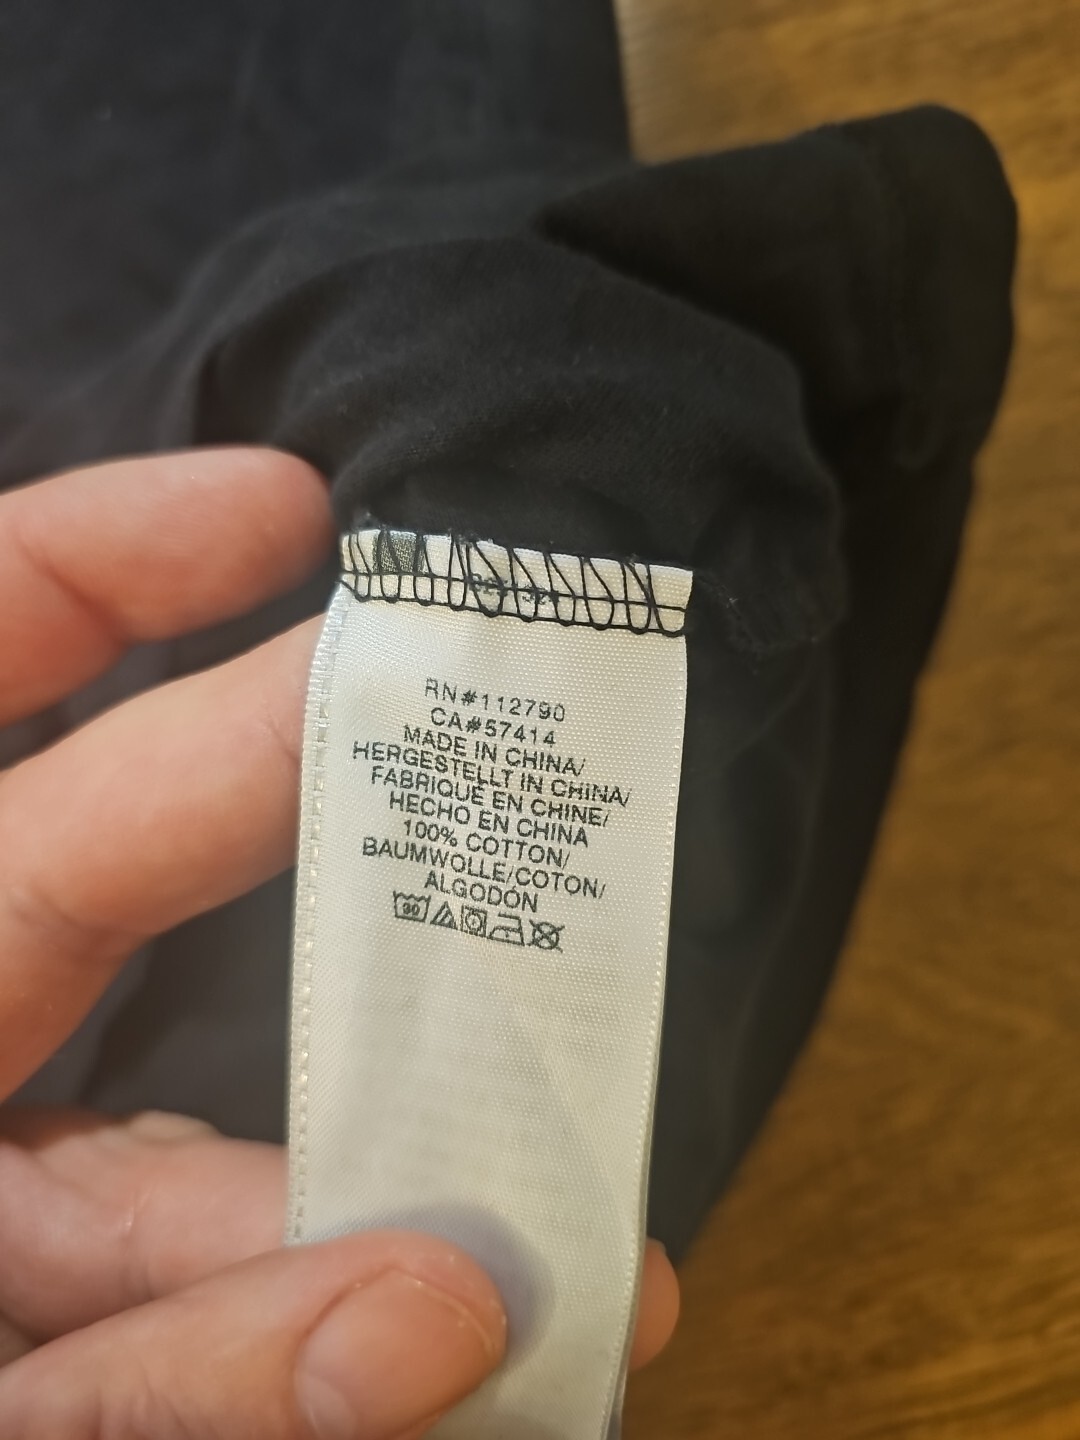 RN#112790
CA#57414
MADE IN CHINA/
HERGESTELLT IN CHINA/
FABRIQUÉ EN CHINE/
HECHO EN CHINA
100% COTTON/
BAUMWOLLE/COTON/
ALGODÓN
30